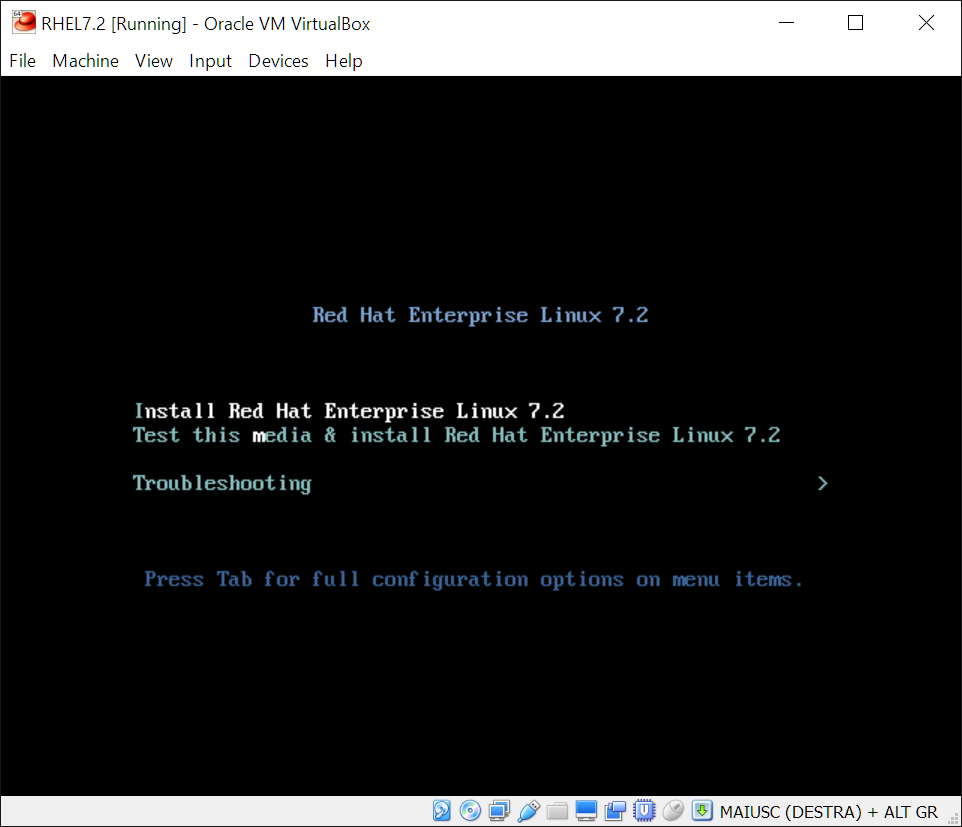 RHEL7.2 [Running] - Oracle VM VirtualBox
File Machine View Input Devices Help
Red Hat Enterprise Linux 7.2
Install Red Hat Enterprise Linux 7.2
Test this media & install Red Hat Enterprise Linux 7.2
Troubleshooting >
Press Tab for full configuration options on menu items.
MAIUSC (DESTRA) + ALT GR